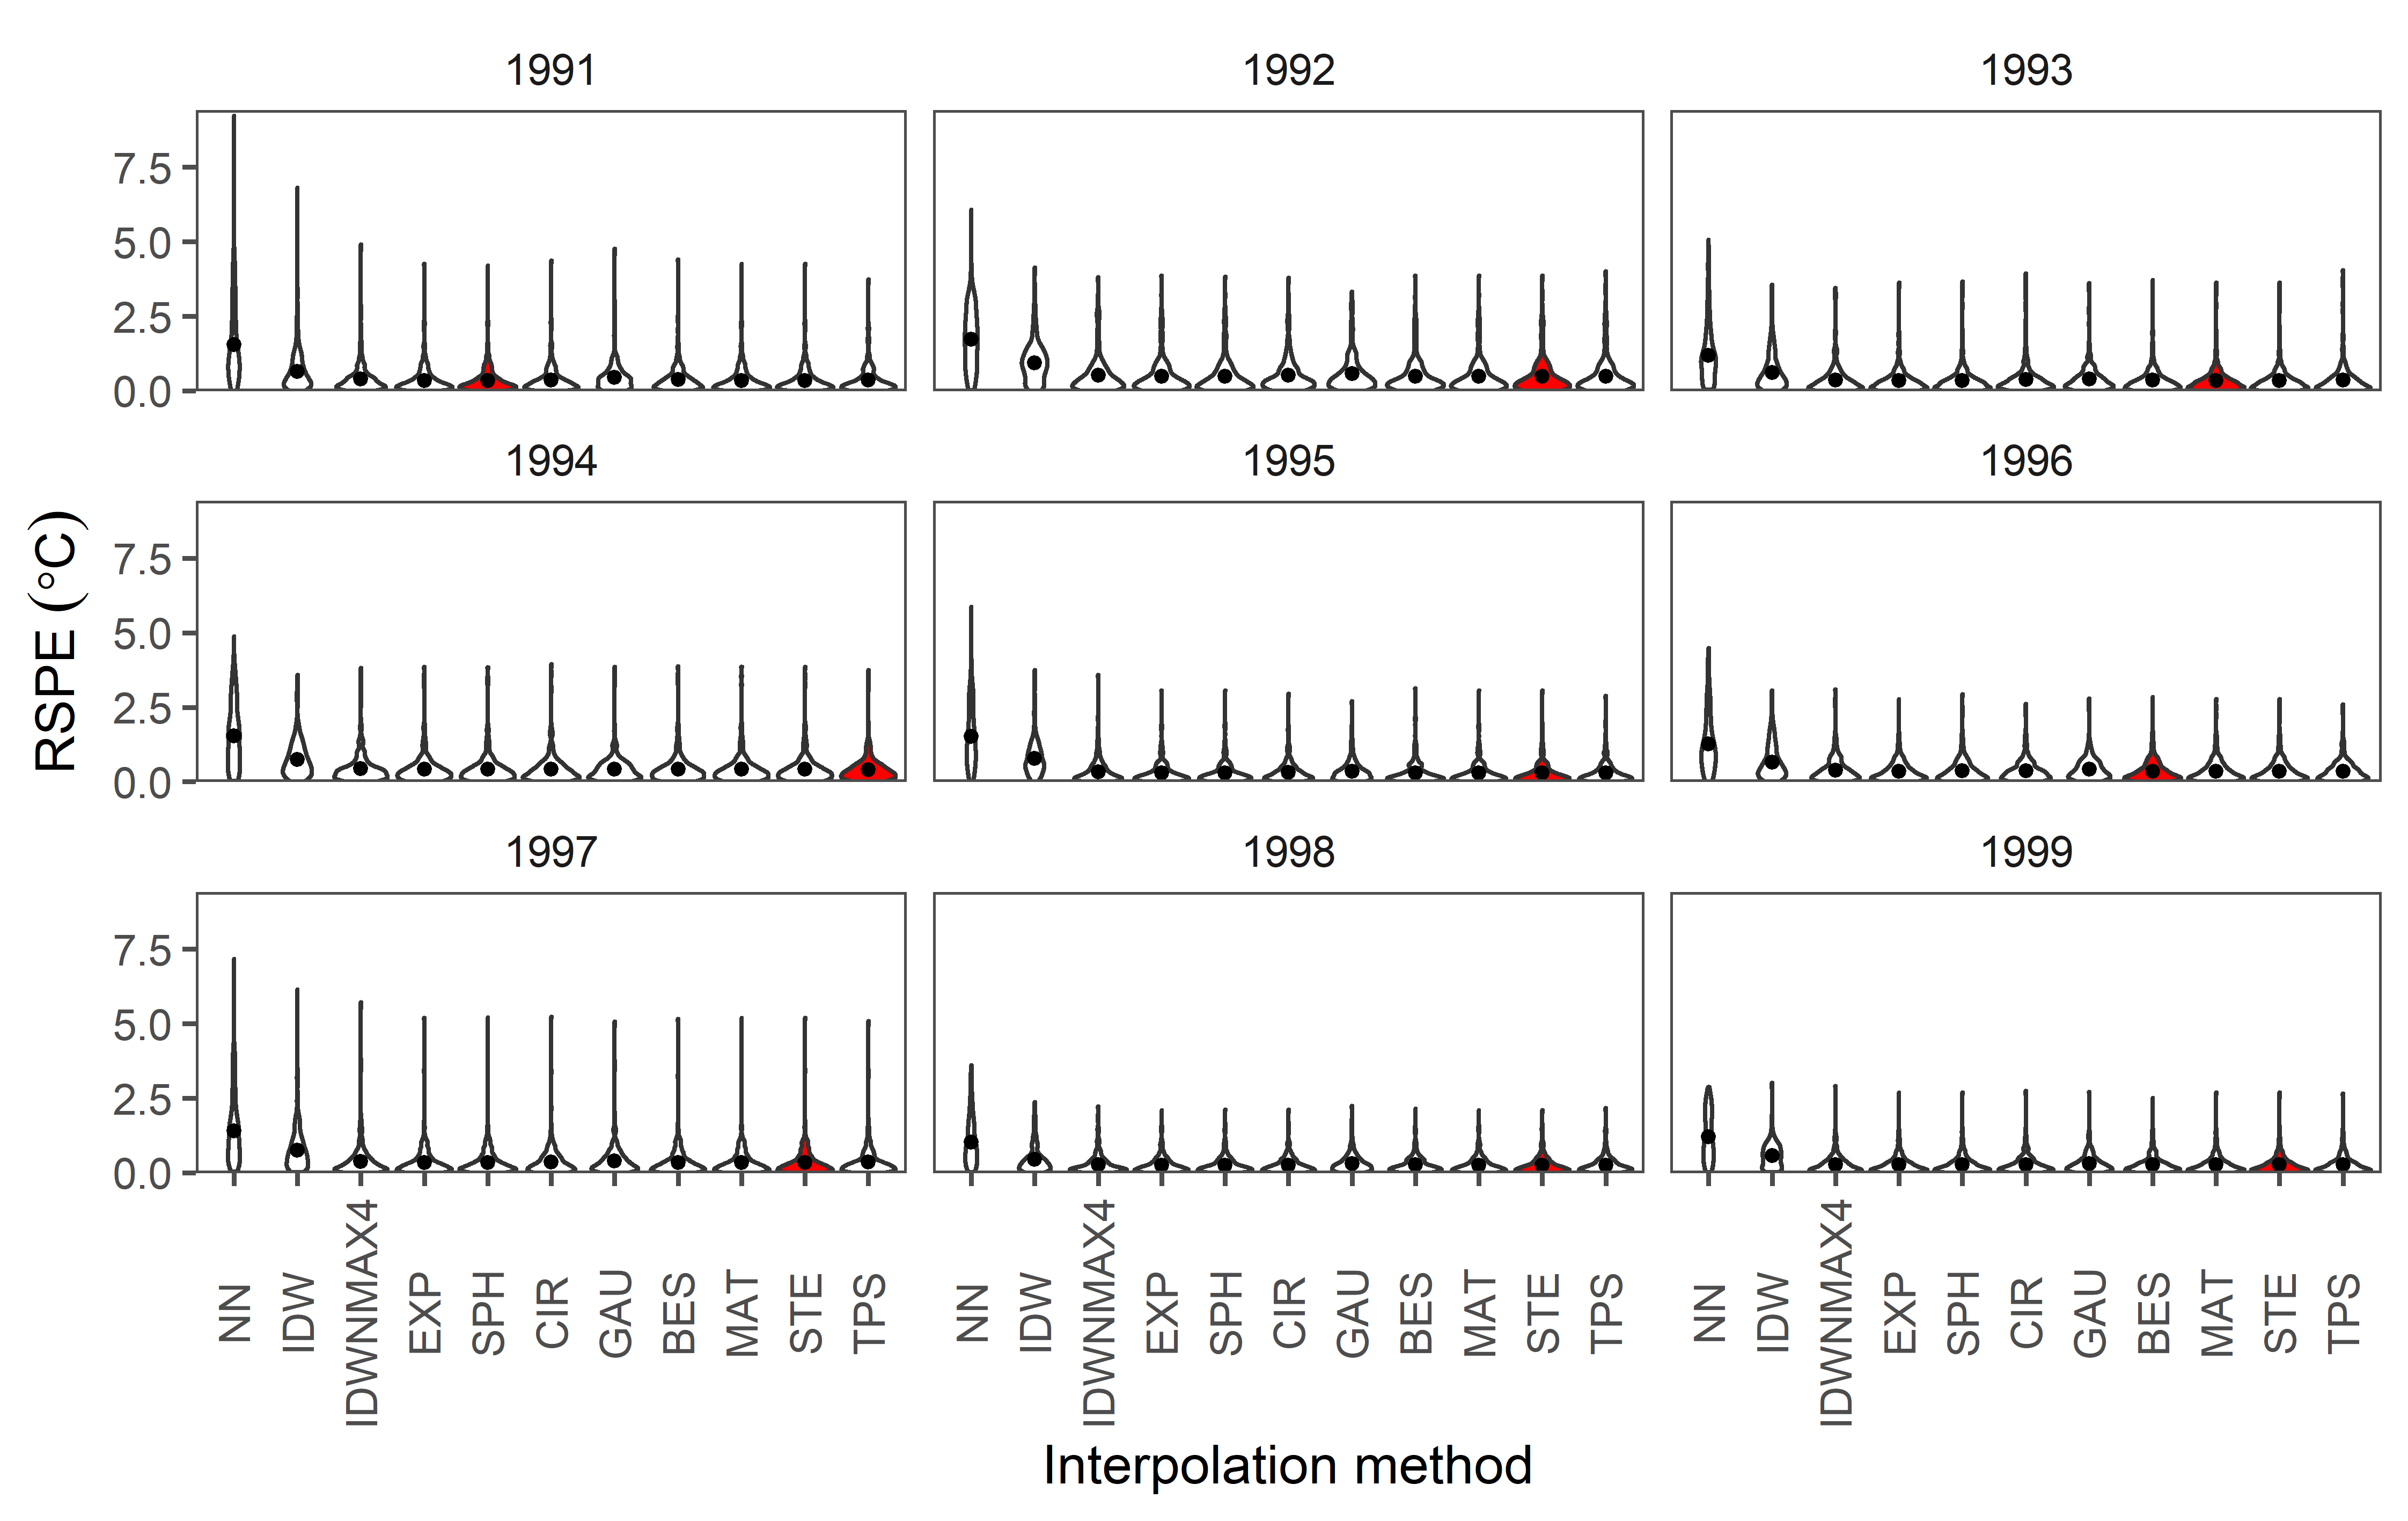 1991 1992 1993
7.5
5.0
2.5
0.0
1994 1995 1996
RSPE (°C)
7.5
5.0
2.5
0.0
1997 1998 1999
7.5
5.0
2.5
0.0
NN IDW IDWNMAX4 EXP SPH CIR GAU BES MAT STE TPS
NN IDW IDWNMAX4 EXP SPH CIR GAU BES MAT STE TPS
NN IDW IDWNMAX4 EXP SPH CIR GAU BES MAT STE TPS
Interpolation method